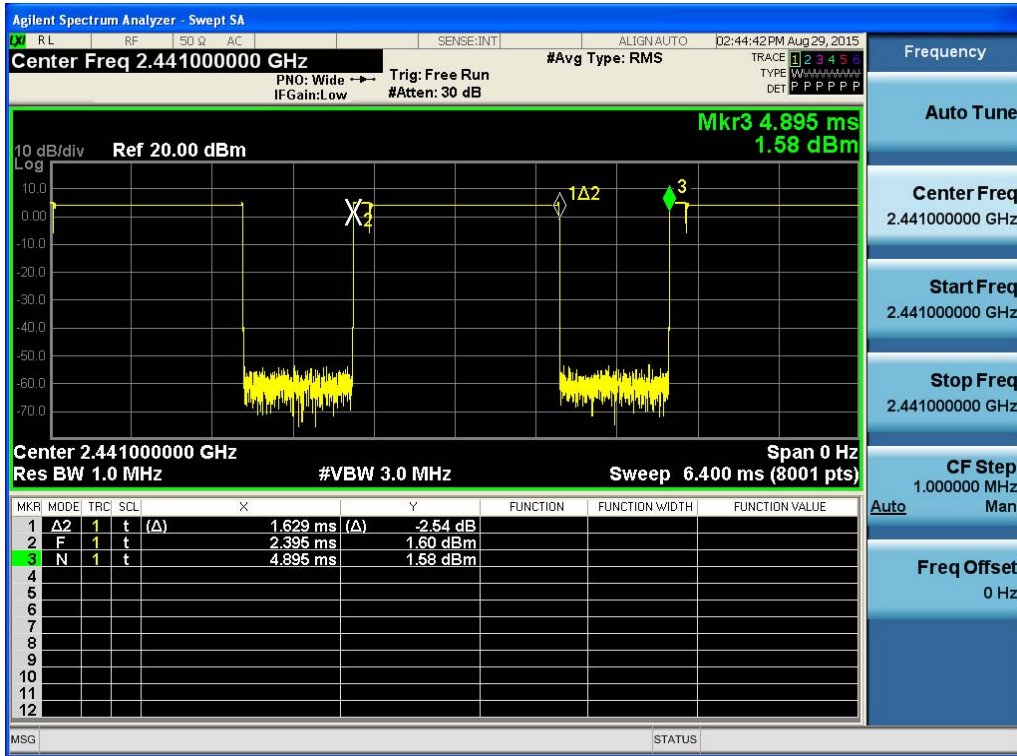 Agilent Spectrum Analyzer - Swept SA
LXI RL RF 50 Ω AC SENSE:INT ALIGN AUTO 02:44:42 PM Aug 29, 2015
Center Freq 2.441000000 GHz #Avg Type: RMS TRACE 1 2 3 4 5 6
PNO: Wide Trig: Free Run TYPE WWWWWW
IFGain:Low #Atten: 30 dB DET P P P P P P
Mkr3 4.895 ms
10 dB/div Ref 20.00 dBm 1.58 dBm
Log
10.0
0.00
-10.0
-20.0
-30.0
-40.0
-50.0
-60.0
-70.0
X2
1Δ2
3
Center 2.441000000 GHz Span 0 Hz
Res BW 1.0 MHz #VBW 3.0 MHz Sweep 6.400 ms (8001 pts)
MKR MODE TRC SCL X Y FUNCTION FUNCTION WIDTH FUNCTION VALUE
1 Δ2 1 t (Δ) 1.629 ms (Δ) -2.54 dB
2 F 1 t 2.395 ms 1.60 dBm
3 N 1 t 4.895 ms 1.58 dBm
4
5
6
7
8
9
10
11
12
MSG STATUS
Frequency
Auto Tune
Center Freq
2.441000000 GHz
Start Freq
2.441000000 GHz
Stop Freq
2.441000000 GHz
CF Step
1.000000 MHz
Auto Man
Freq Offset
0 Hz